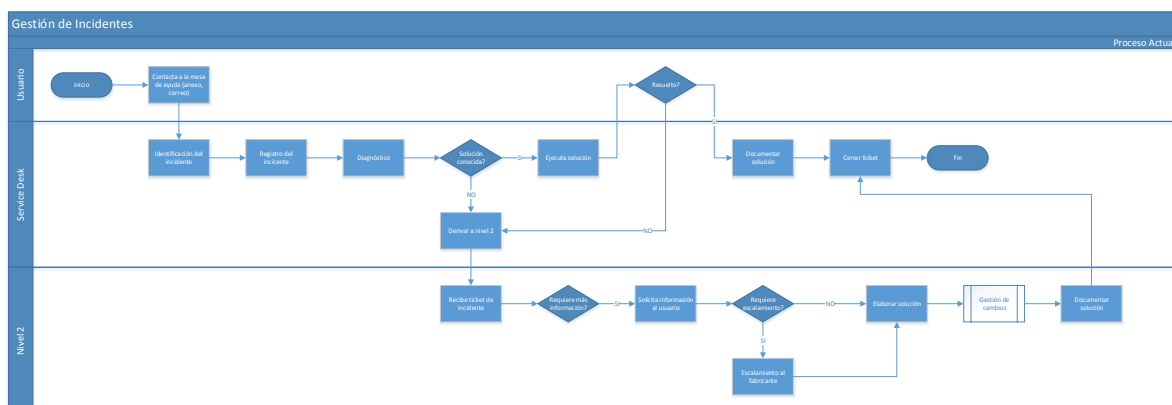 Gestión de Incidentes
Proceso Actua
Usuario
Inicio
Contacta a la mesa
de ayuda (anexo,
correo)
Resuelto?
SI
Service Desk
Identificación del
incidente
Registro del
incicente
Diagnóstico
Solución
conocida?
SI
Ejecuta solución
Documentar
solución
Cerrar ticket
Fin
NO
Derivar a nivel 2
NO
Nivel 2
Recibe ticket de
incidente
Requiere más
información?
SI
Solicita información
al usuario
Requiere
escalamiento?
NO
Elaborar solución
Gestión de
cambios
Documentar
solución
SI
Escalamiento al
fabricante